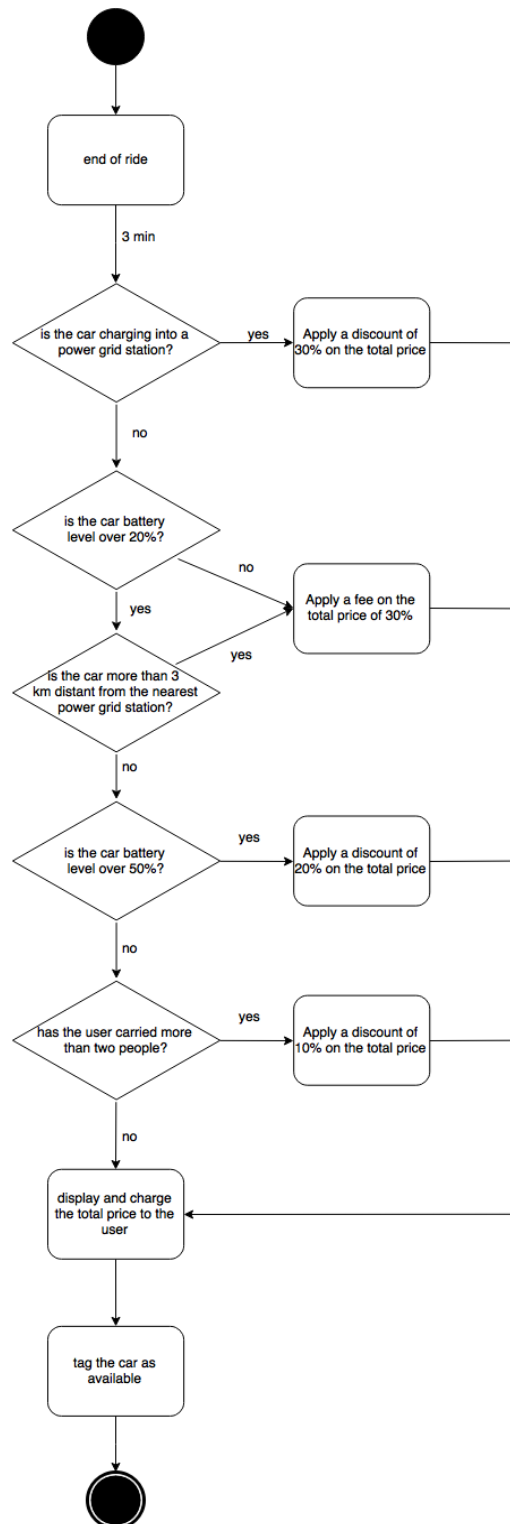 end of ride
3 min
is the car charging into a
power grid station?
yes
Apply a discount of
30% on the total price
no
is the car battery
level over 20%?
no
Apply a fee on the
total price of 30%
yes
yes
is the car more than 3
km distant from the nearest
power grid station?
no
is the car battery
level over 50%?
yes
Apply a discount of
20% on the total price
no
has the user carried more
than two people?
yes
Apply a discount of
10% on the total price
no
display and charge
the total price to the
user
tag the car as
available